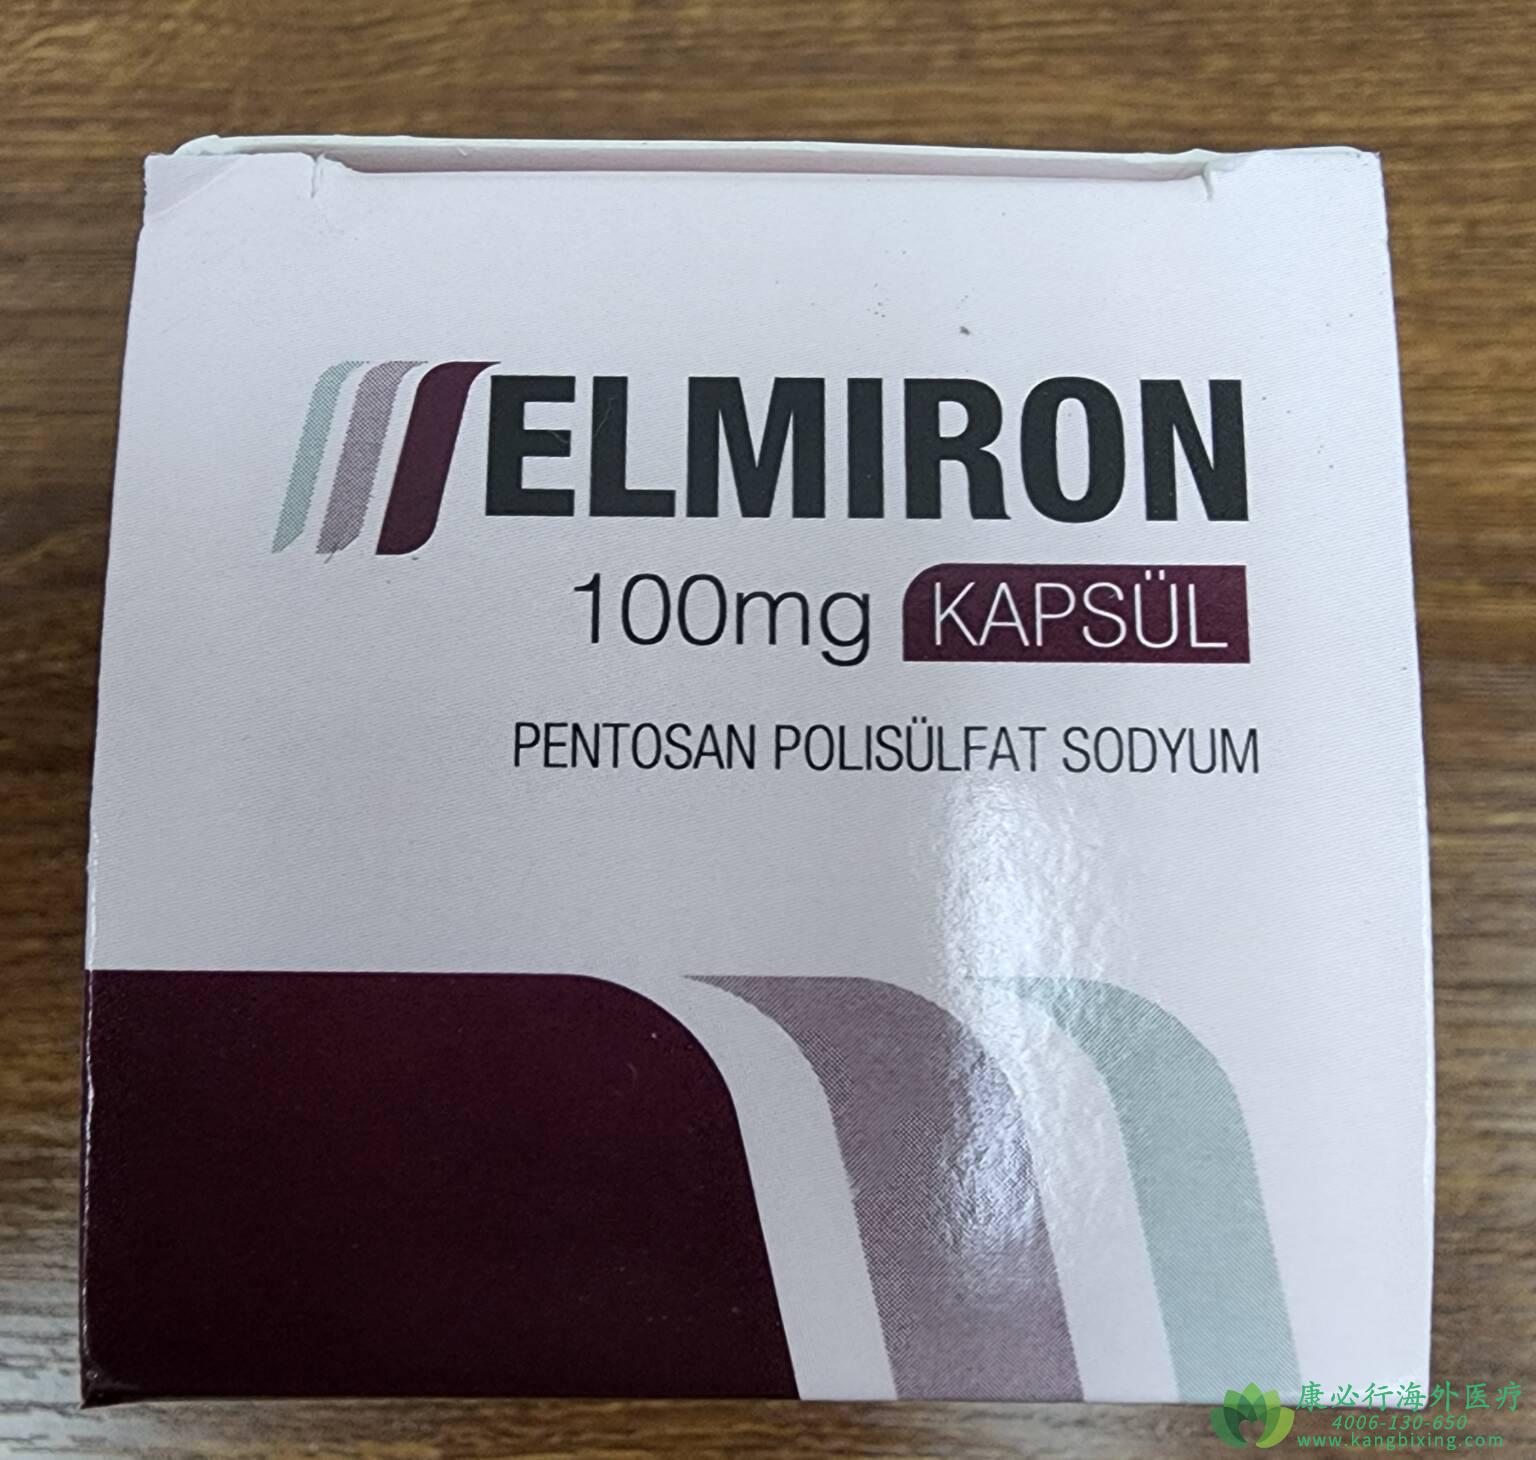 ELMIRON
100mg KAPSÜL
PENTOSAN POLISÜLFAT SODYUM
康必行海外医疗
4006-130-650
www.kangbixing.com